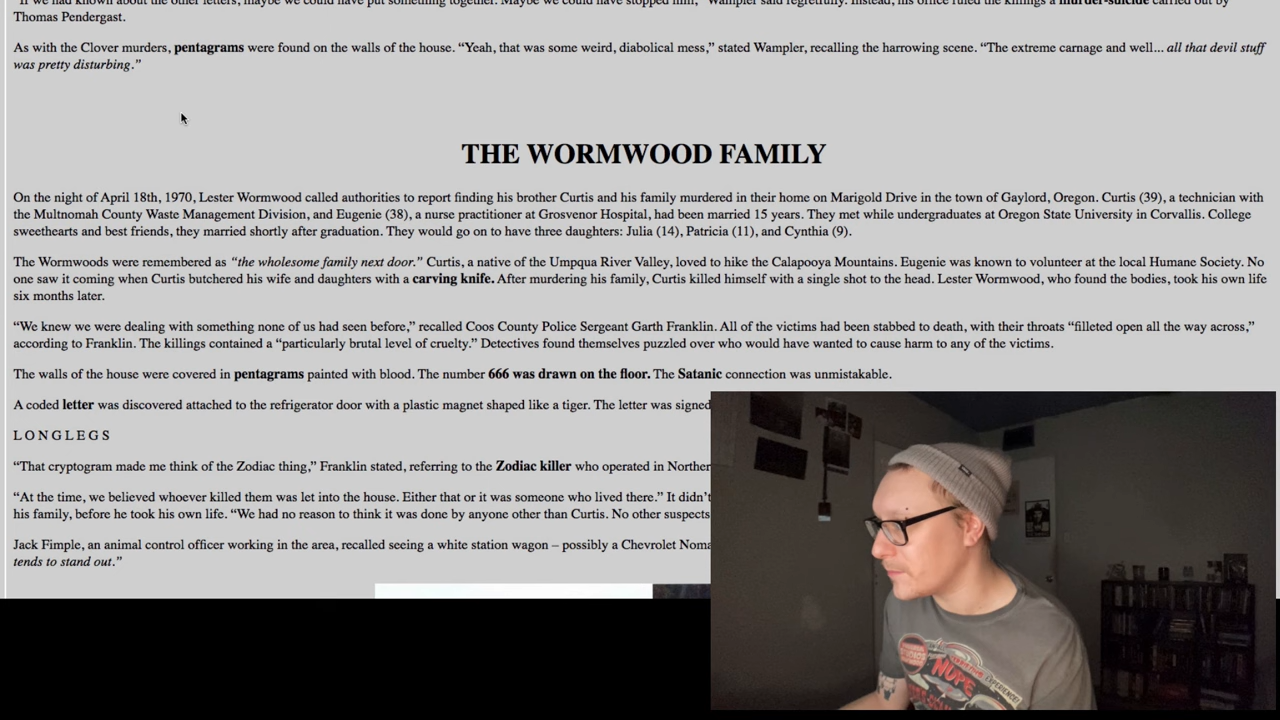 "If we had known about the other letters, maybe we could have put something together. Maybe we could have stopped him," Wampler said regretfully. Instead, his office ruled the killings a murder-suicide carried out by
Thomas Pendergast.
As with the Clover murders, pentagrams were found on the walls of the house. “Yeah, that was some weird, diabolical mess,” stated Wampler, recalling the harrowing scene. “The extreme carnage and well... all that devil stuff
was pretty disturbing.”
THE WORMWOOD FAMILY
On the night of April 18th, 1970, Lester Wormwood called authorities to report finding his brother Curtis and his family murdered in their home on Marigold Drive in the town of Gaylord, Oregon. Curtis (39), a technician with
the Multnomah County Waste Management Division, and Eugenie (38), a nurse practitioner at Grosvenor Hospital, had been married 15 years. They met while undergraduates at Oregon State University in Corvallis. College
sweethearts and best friends, they married shortly after graduation. They would go on to have three daughters: Julia (14), Patricia (11), and Cynthia (9).
The Wormwoods were remembered as “the wholesome family next door.” Curtis, a native of the Umpqua River Valley, loved to hike the Calapooya Mountains. Eugenie was known to volunteer at the local Humane Society. No
one saw it coming when Curtis butchered his wife and daughters with a carving knife. After murdering his family, Curtis killed himself with a single shot to the head. Lester Wormwood, who found the bodies, took his own life
six months later.
“We knew we were dealing with something none of us had seen before,” recalled Coos County Police Sergeant Garth Franklin. All of the victims had been stabbed to death, with their throats “filleted open all the way across,”
according to Franklin. The killings contained a “particularly brutal level of cruelty.” Detectives found themselves puzzled over who would have wanted to cause harm to any of the victims.
The walls of the house were covered in pentagrams painted with blood. The number 666 was drawn on the floor. The Satanic connection was unmistakable.
A coded letter was discovered attached to the refrigerator door with a plastic magnet shaped like a tiger. The letter was signed
L O N G L E G S
“That cryptogram made me think of the Zodiac thing,” Franklin stated, referring to the Zodiac killer who operated in Norther
“At the time, we believed whoever killed them was let into the house. Either that or it was someone who lived there.” It didn't
his family, before he took his own life. “We had no reason to think it was done by anyone other than Curtis. No other suspects
Jack Fimple, an animal control officer working in the area, recalled seeing a white station wagon – possibly a Chevrolet Noma
tends to stand out.”
NOPE